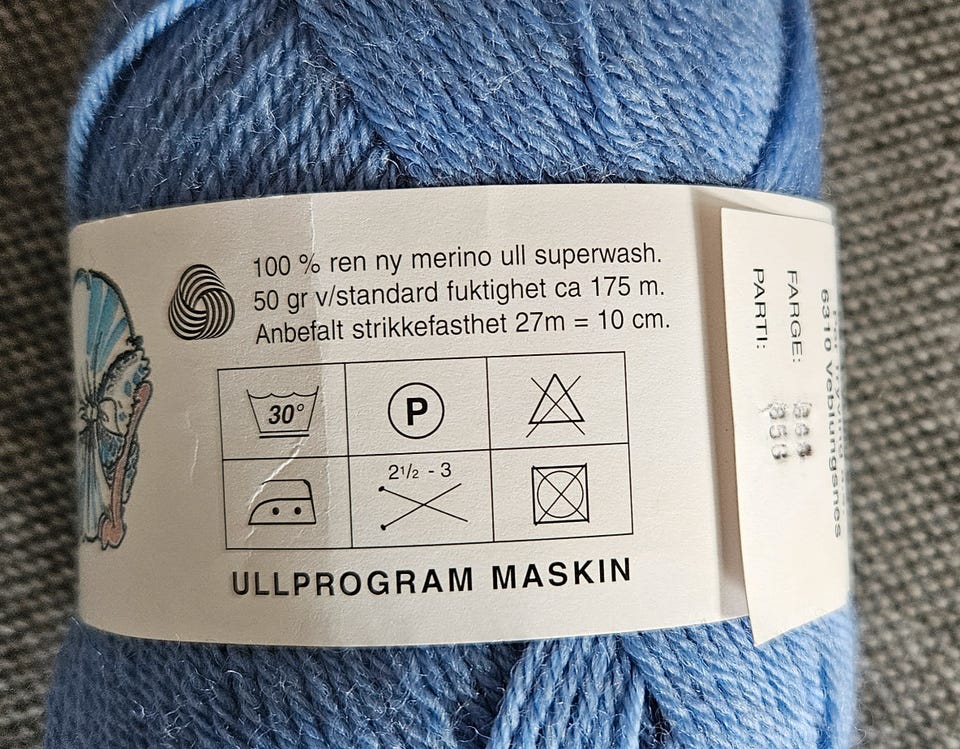 100 % ren ny merino ull superwash.
50 gr v/standard fuktighet ca 175 m.
Anbefalt strikkefasthet 27m = 10 cm.
30°
P
2½ - 3
ULLPROGRAM MASKIN
6310 Veblungsnes
FARGE:
PARTI: